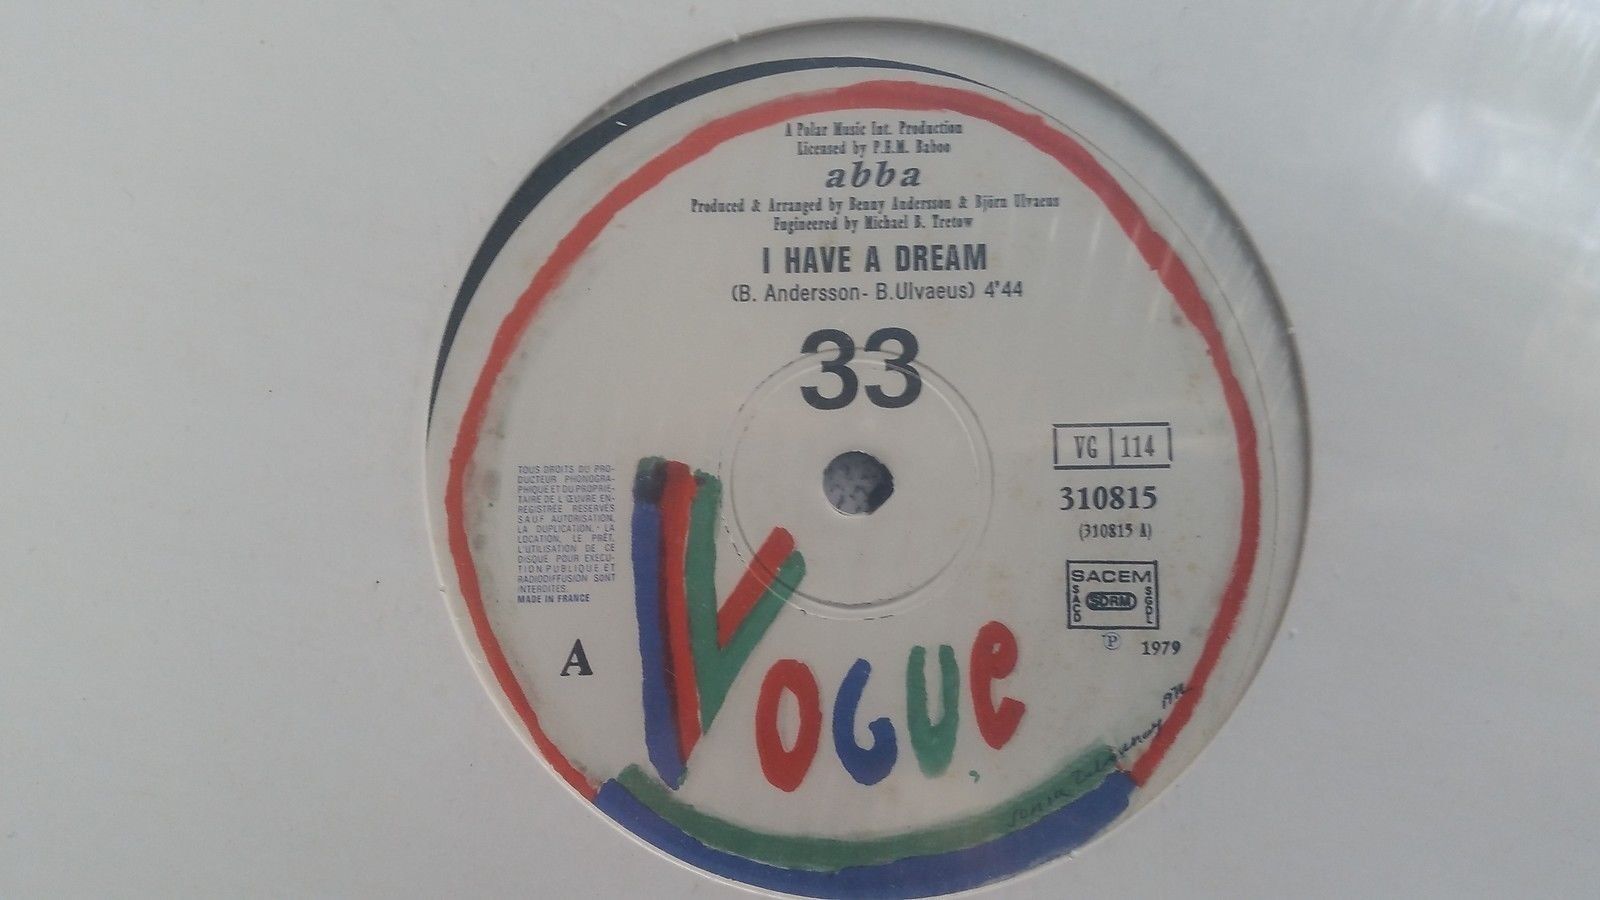 A Polar Music Int. Production
Licensed by P.E.M. Baboo
abba
Produced & Arranged by Benny Andersson & Björn Ulvaeus
Engineered by Michael B. Tretow
I HAVE A DREAM
(B. Andersson- B.Ulvaeus) 4'44
33
VG 114
310815
(310815 A)
TOUS DROITS DU PRO-
DUCTEUR PHONOGRA-
PHIQUE ET DU PROPRIE-
TAIRE DE L'ŒUVRE EN-
REGISTREE RESERVES
SAUF AUTORISATION,
LA DUPLICATION, LA
LOCATION, LE PRÊT,
L'UTILISATION DE CE
DISQUE POUR EXECU-
TION PUBLIQUE ET
RADIODIFFUSION SONT
INTERDITES.
MADE IN FRANCE
SACEM
SACD SDRM SGDL
Ⓟ 1979
A
VOGUE
Sonia Delaunay